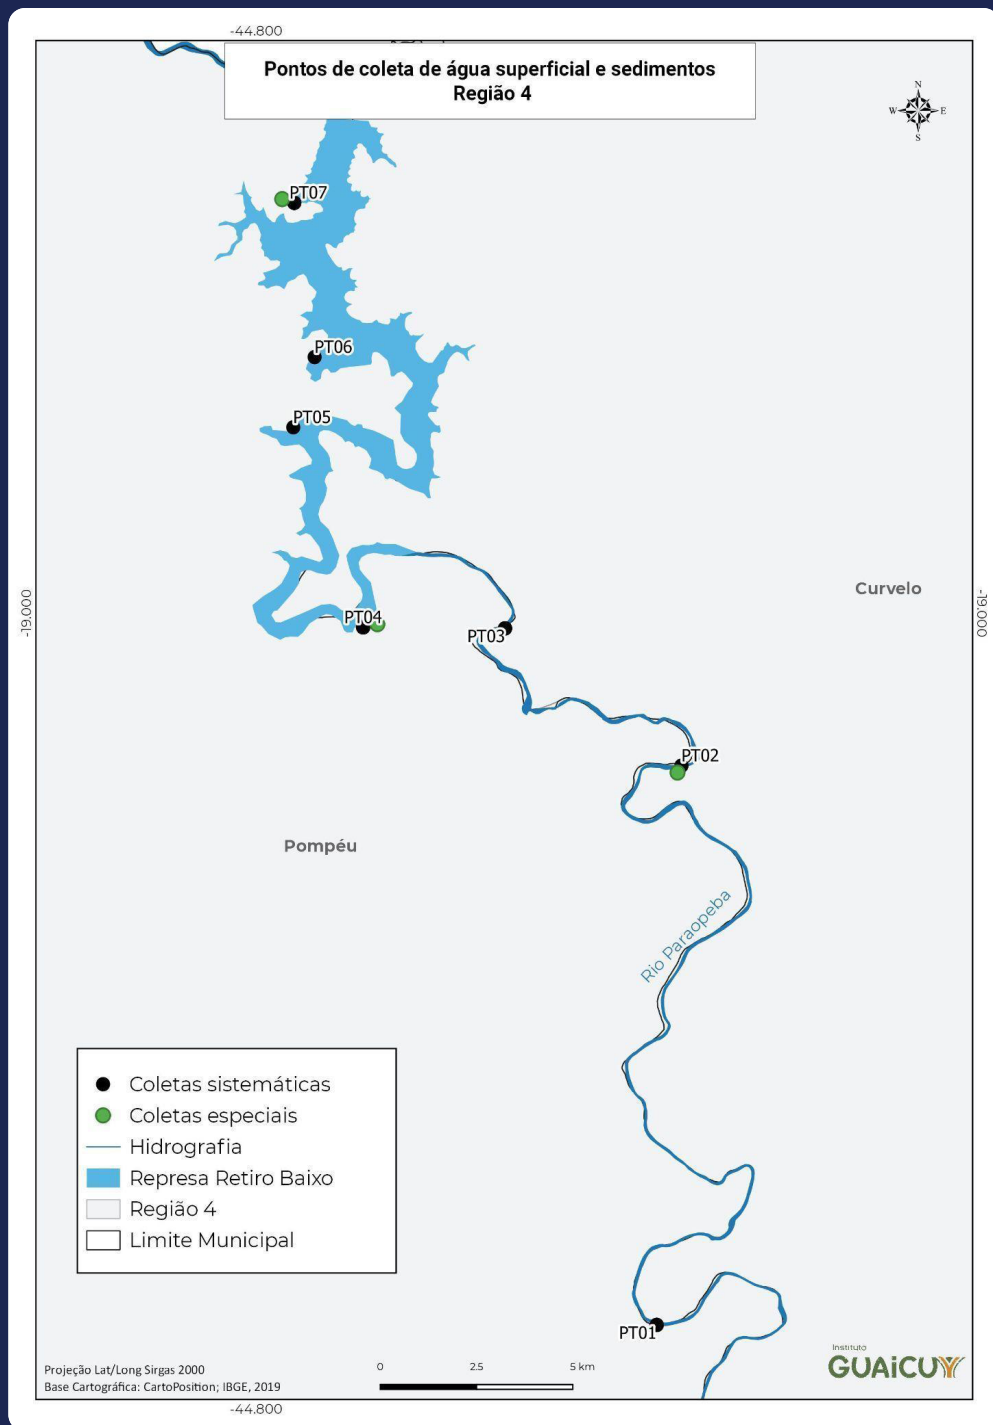 -44.800
Pontos de coleta de água superficial e sedimentos
Região 4
N
W
E
S
PT07
PT06
PT05
-19.000
Curvelo
-19.000
PT04
PT03
PT02
Pompéu
Rio Paraopeba
Coletas sistemáticas
Coletas especiais
Hidrografia
Represa Retiro Baixo
Região 4
Limite Municipal
PT01
Projeção Lat/Long Sirgas 2000
Base Cartográfica: CartoPosition; IBGE, 2019
0 2.5 5 km
Instituto
GUAiCUY
-44.800